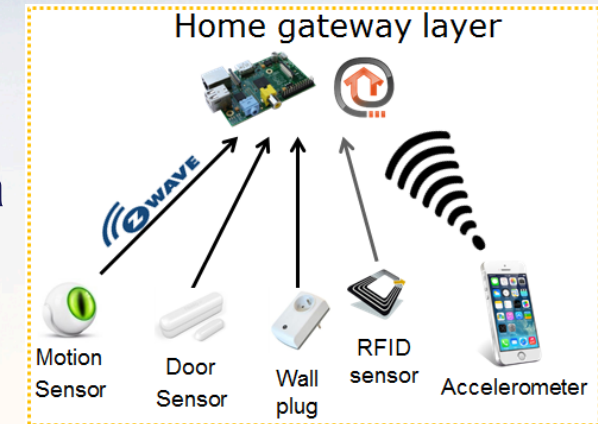 Home gateway layer
Z WAVE
Motion
Sensor
Door
Sensor
Wall
plug
RFID
sensor
Accelerometer